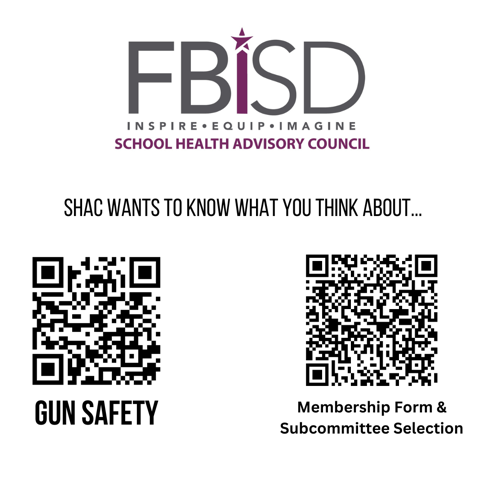 FBISD
INSPIRE • EQUIP • IMAGINE
SCHOOL HEALTH ADVISORY COUNCIL
SHAC WANTS TO KNOW WHAT YOU THINK ABOUT...
GUN SAFETY
Membership Form &
Subcommittee Selection